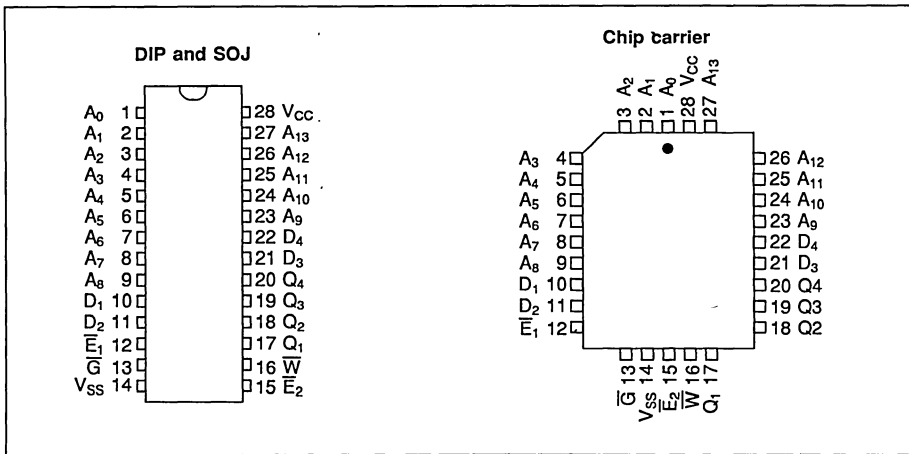 DIP and SOJ
A0 1 28 VCC
A1 2 27 A13
A2 3 26 A12
A3 4 25 A11
A4 5 24 A10
A5 6 23 A9
A6 7 22 D4
A7 8 21 D3
A8 9 20 Q4
D1 10 19 Q3
D2 11 18 Q2
E̅1 12 17 Q1
G̅ 13 16 W̅
VSS 14 15 E̅2
Chip carrier
3 A2
2 A1
1 A0
28 VCC
27 A13
A3 4 26 A12
A4 5 25 A11
A5 6 24 A10
A6 7 23 A9
A7 8 22 D4
A8 9 21 D3
D1 10 20 Q4
D2 11 19 Q3
E̅1 12 18 Q2
G̅ 13
VSS 14
E̅2 15
W̅ 16
Q1 17